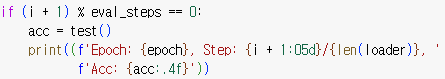 if (i + 1) % eval_steps == 0:
    acc = test()
    print((f'Epoch: {epoch}, Step: {i + 1:05d}/{len(loader)}, '
           f'Acc: {acc:.4f}'))